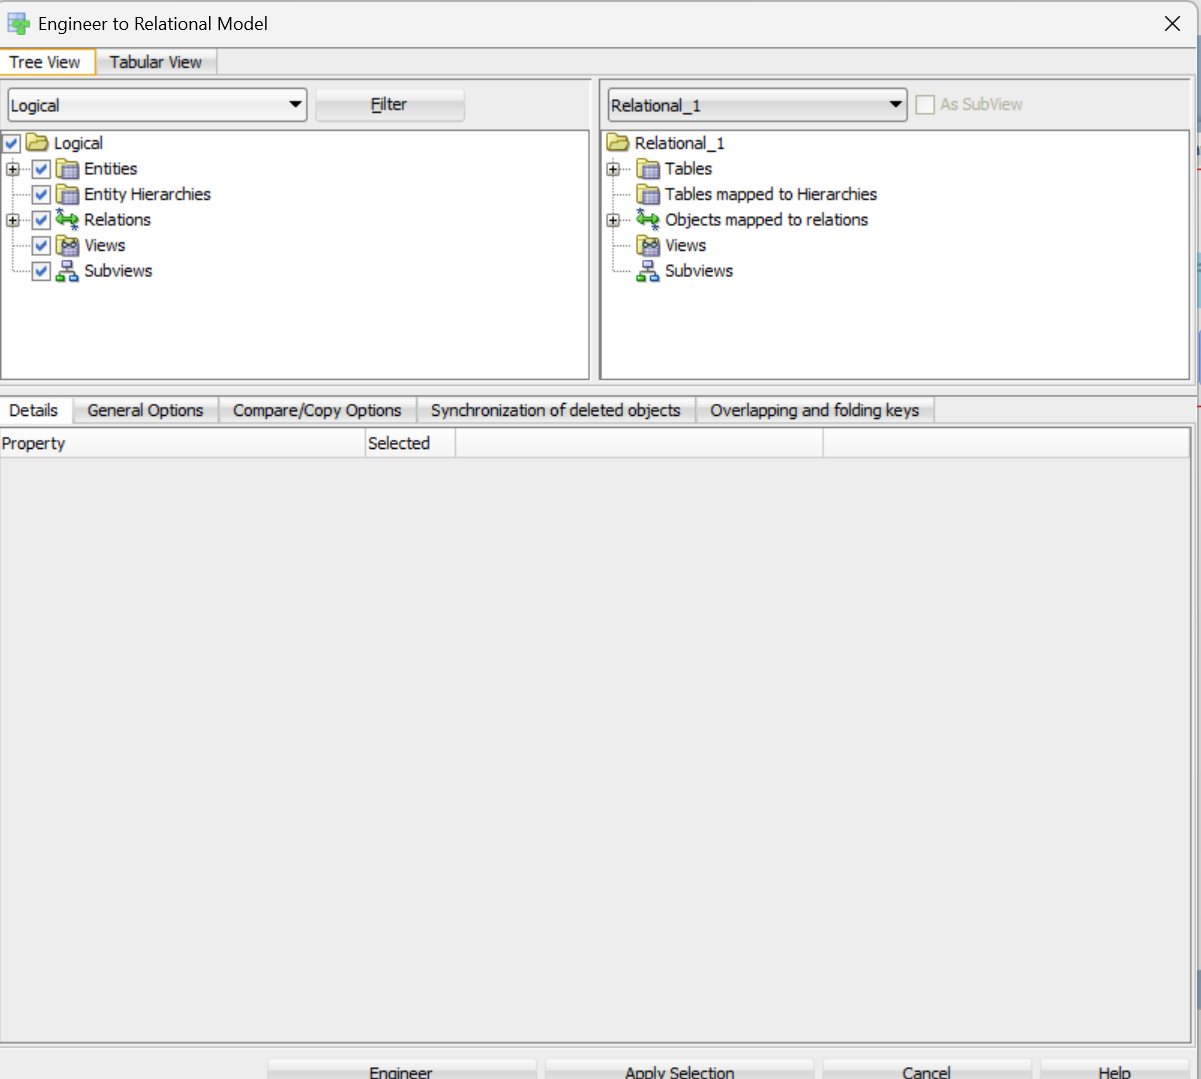 Engineer to Relational Model
Tree View Tabular View
Logical Filter Relational_1 As SubView
Logical
Entities
Entity Hierarchies
Relations
Views
Subviews
Relational_1
Tables
Tables mapped to Hierarchies
Objects mapped to relations
Views
Subviews
Details General Options Compare/Copy Options Synchronization of deleted objects Overlapping and folding keys
Property Selected
Engineer Apply Selection Cancel Help